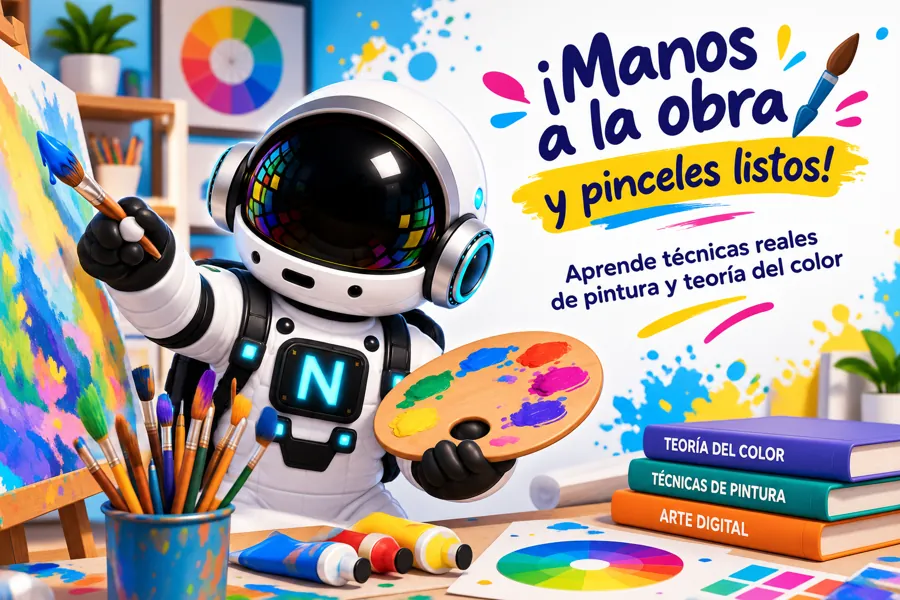 ¡Manos
a la obra
y pinceles listos!
Aprende técnicas reales
de pintura y teoría del color
N
TEORÍA DEL COLOR
TÉCNICAS DE PINTURA
ARTE DIGITAL